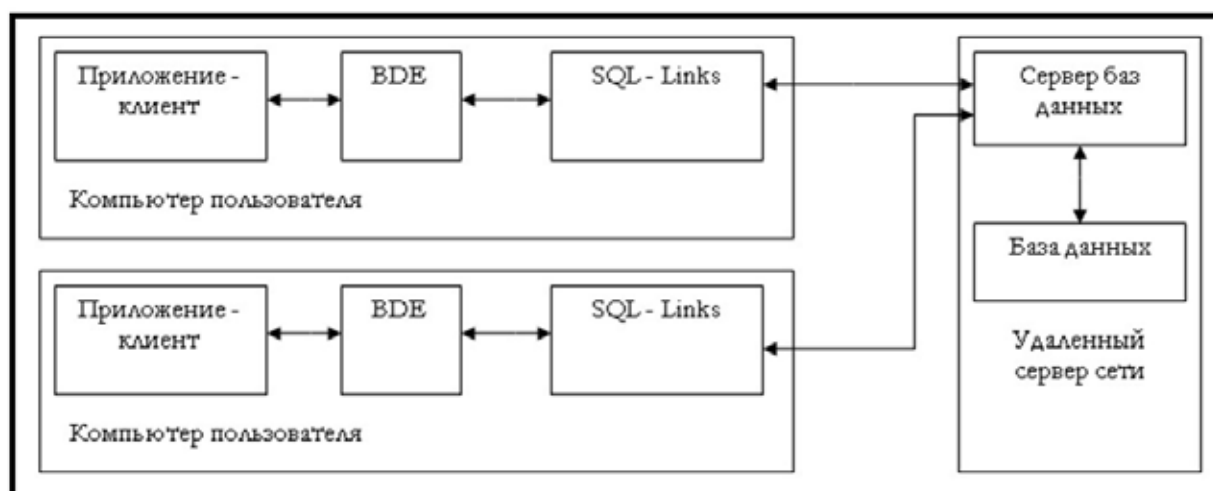 Приложение -
клиент
BDE
SQL - Links
Компьютер пользователя
Приложение -
клиент
BDE
SQL - Links
Компьютер пользователя
Сервер баз
данных
База данных
Удаленный
сервер сети